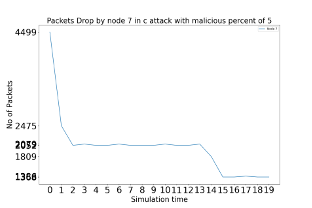 Packets Drop by node 7 in c attack with malicious percent of 5
Node 7
4499
2475
1809
No of Packets
0 1 2 3 4 5 6 7 8 9 10 11 12 13 14 15 16 17 18 19
Simulation time